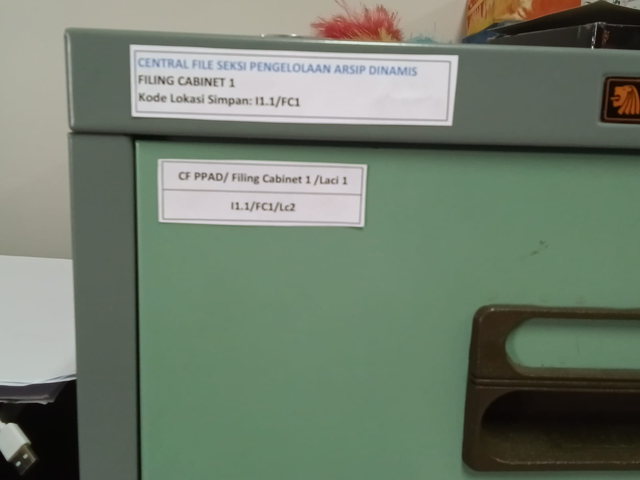 CENTRAL FILE SEKSI PENGELOLAAN ARSIP DINAMIS
FILING CABINET 1
Kode Lokasi Simpan: I1.1/FC1
CF PPAD/ Filing Cabinet 1 /Laci 1
I1.1/FC1/Lc2